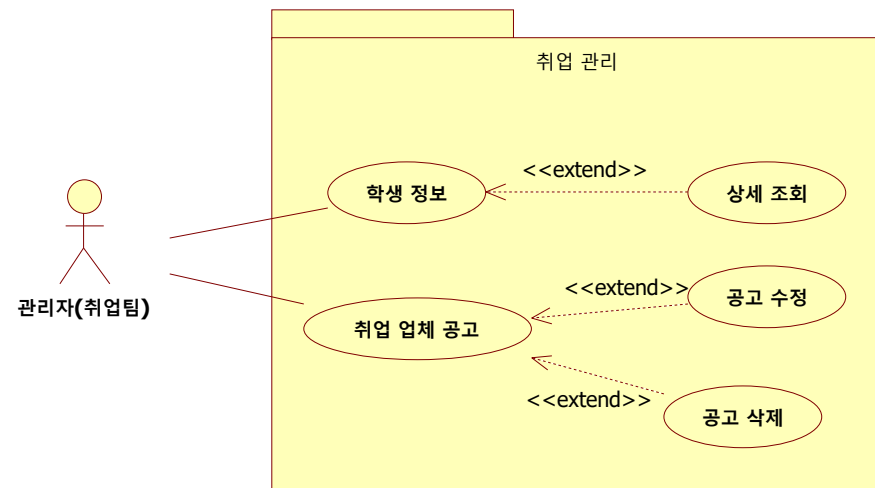 취업 관리
<<extend>>
학생 정보
상세 조회
관리자(취업팀)
<<extend>>
공고 수정
취업 업체 공고
<<extend>>
공고 삭제